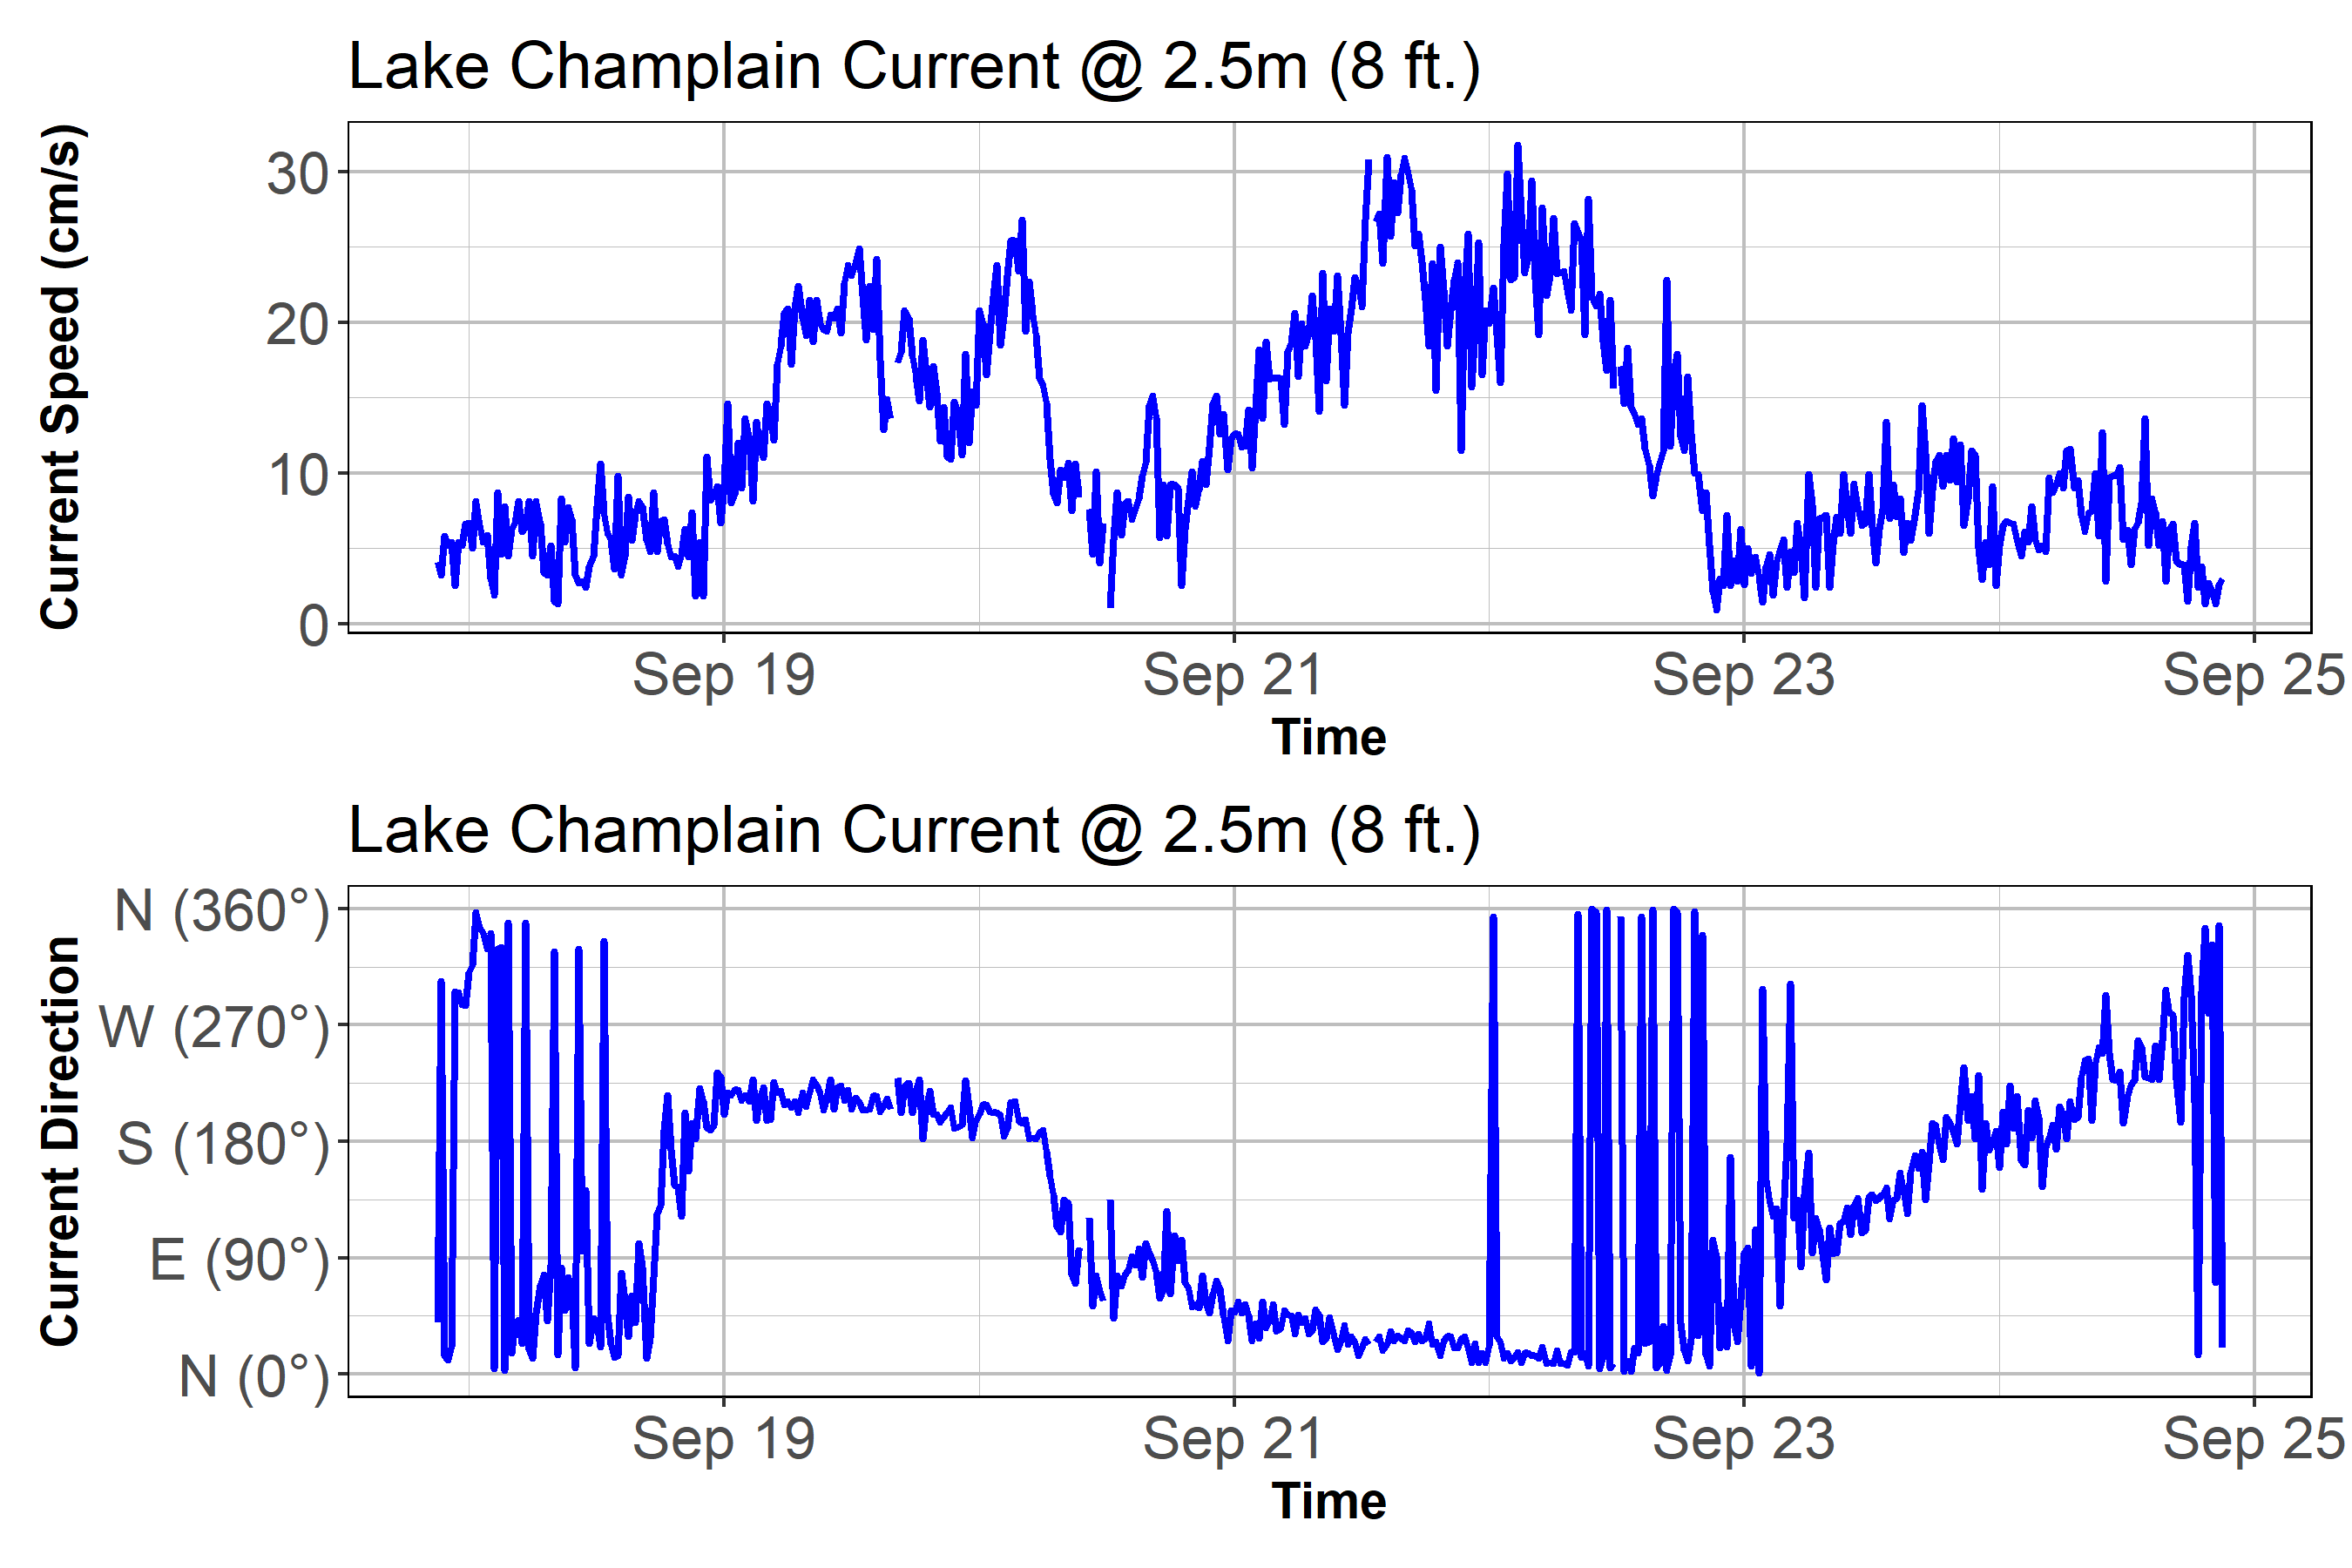 Lake Champlain Current @ 2.5m (8 ft.)
Current Speed (cm/s)
30
20
10
0
Sep 19 Sep 21 Sep 23 Sep 25
Time
Lake Champlain Current @ 2.5m (8 ft.)
Current Direction
N (360°)
W (270°)
S (180°)
E (90°)
N (0°)
Sep 19 Sep 21 Sep 23 Sep 25
Time